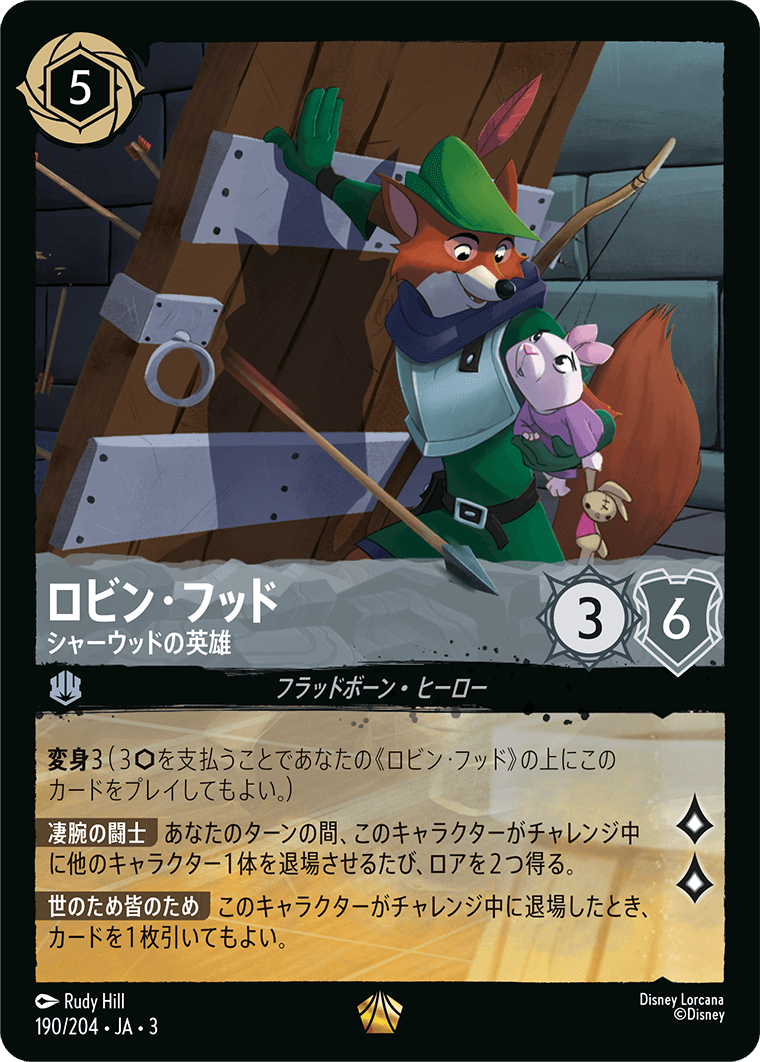 5
ロビン・フッド
シャーウッドの英雄
3
6
フラッドボーン・ヒーロー
変身3(3⬡を支払うことであなたの《ロビン・フッド》の上にこの
カードをプレイしてもよい。)
凄腕の闘士 あなたのターンの間、このキャラクターがチャレンジ中
に他のキャラクター1体を退場させるたび、ロアを2つ得る。
世のため皆のため このキャラクターがチャレンジ中に退場したとき、
カードを1枚引いてもよい。
Rudy Hill
190/204・JA・3
Disney Lorcana
©Disney